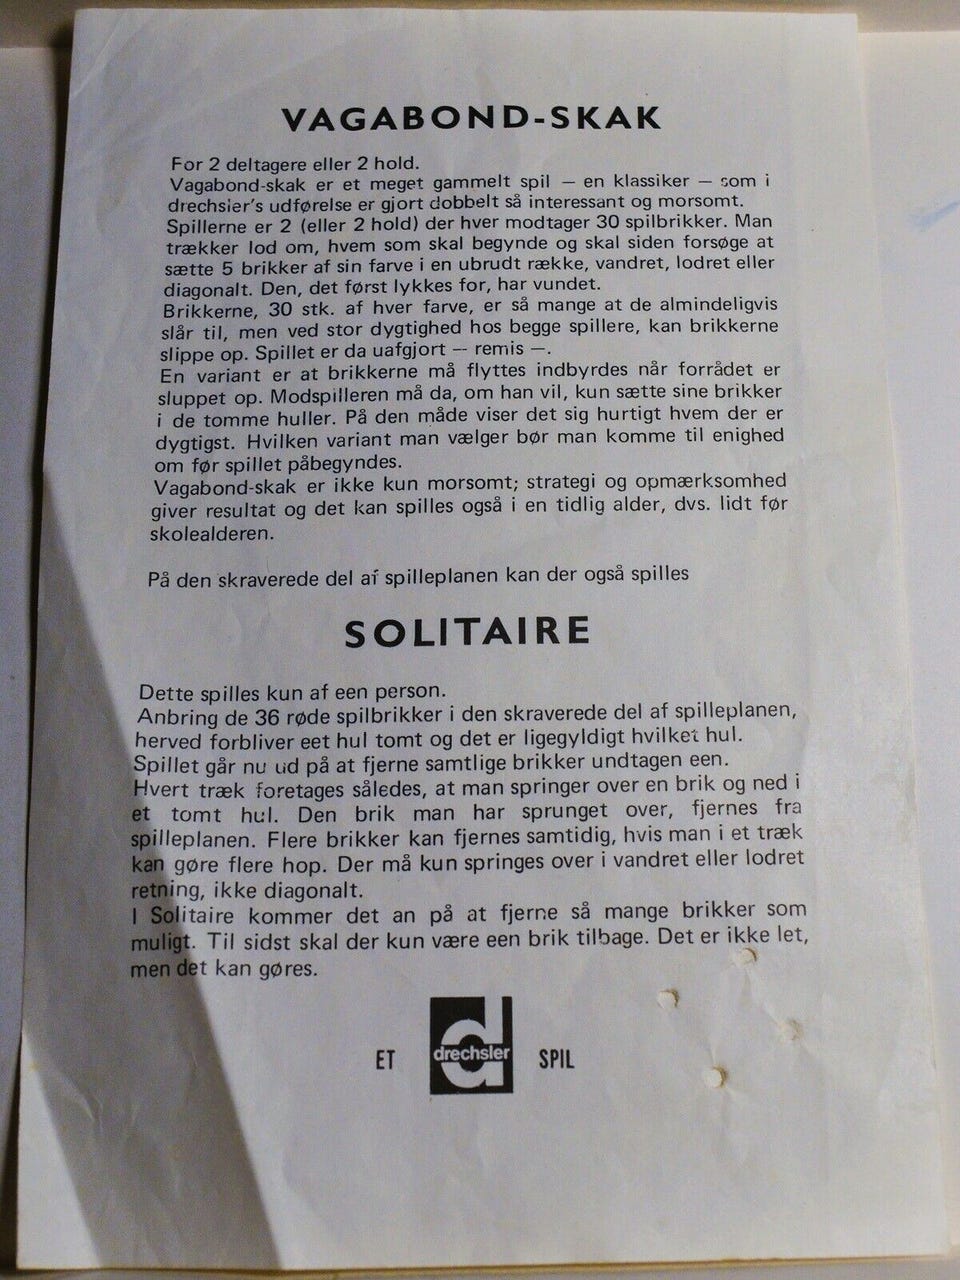 VAGABOND-SKAK
For 2 deltagere eller 2 hold.
Vagabond-skak er et meget gammelt spil — en klassiker — som i
drechsler's udførelse er gjort dobbelt så interessant og morsomt.
Spillerne er 2 (eller 2 hold) der hver modtager 30 spilbrikker. Man
trækker lod om, hvem som skal begynde og skal siden forsøge at
sætte 5 brikker af sin farve i en ubrudt række, vandret, lodret eller
diagonalt. Den, det først lykkes for, har vundet.
Brikkerne, 30 stk. af hver farve, er så mange at de almindeligvis
slår til, men ved stor dygtighed hos begge spillere, kan brikkerne
slippe op. Spillet er da uafgjort — remis —.
En variant er at brikkerne må flyttes indbyrdes når forrådet er
sluppet op. Modspilleren må da, om han vil, kun sætte sine brikker
i de tomme huller. På den måde viser det sig hurtigt hvem der er
dygtigst. Hvilken variant man vælger bør man komme til enighed
om før spillet påbegyndes.
Vagabond-skak er ikke kun morsomt; strategi og opmærksomhed
giver resultat og det kan spilles også i en tidlig alder, dvs. lidt før
skolealderen.
På den skraverede del af spilleplanen kan der også spilles
SOLITAIRE
Dette spilles kun af een person.
Anbring de 36 røde spilbrikker i den skraverede del af spilleplanen,
herved forbliver eet hul tomt og det er ligegyldigt hvilket hul.
Spillet går nu ud på at fjerne samtlige brikker undtagen een.
Hvert træk foretages således, at man springer over en brik og ned i
et tomt hul. Den brik man har sprunget over, fjernes fra
spilleplanen. Flere brikker kan fjernes samtidig, hvis man i et træk
kan gøre flere hop. Der må kun springes over i vandret eller lodret
retning, ikke diagonalt.
I Solitaire kommer det an på at fjerne så mange brikker som
muligt. Til sidst skal der kun være een brik tilbage. Det er ikke let,
men det kan gøres.
ET drechsler SPIL